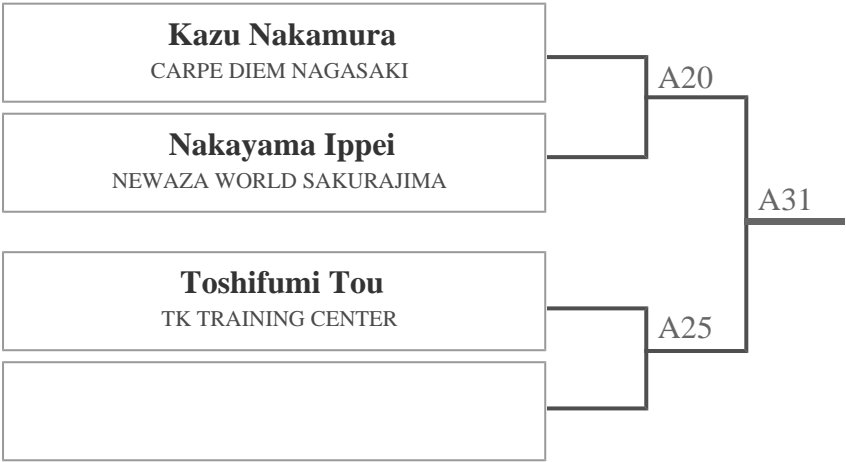 Kazu Nakamura
CARPE DIEM NAGASAKI
A20
Nakayama Ippei
NEWAZA WORLD SAKURAJIMA
A31
Toshifumi Tou
TK TRAINING CENTER
A25